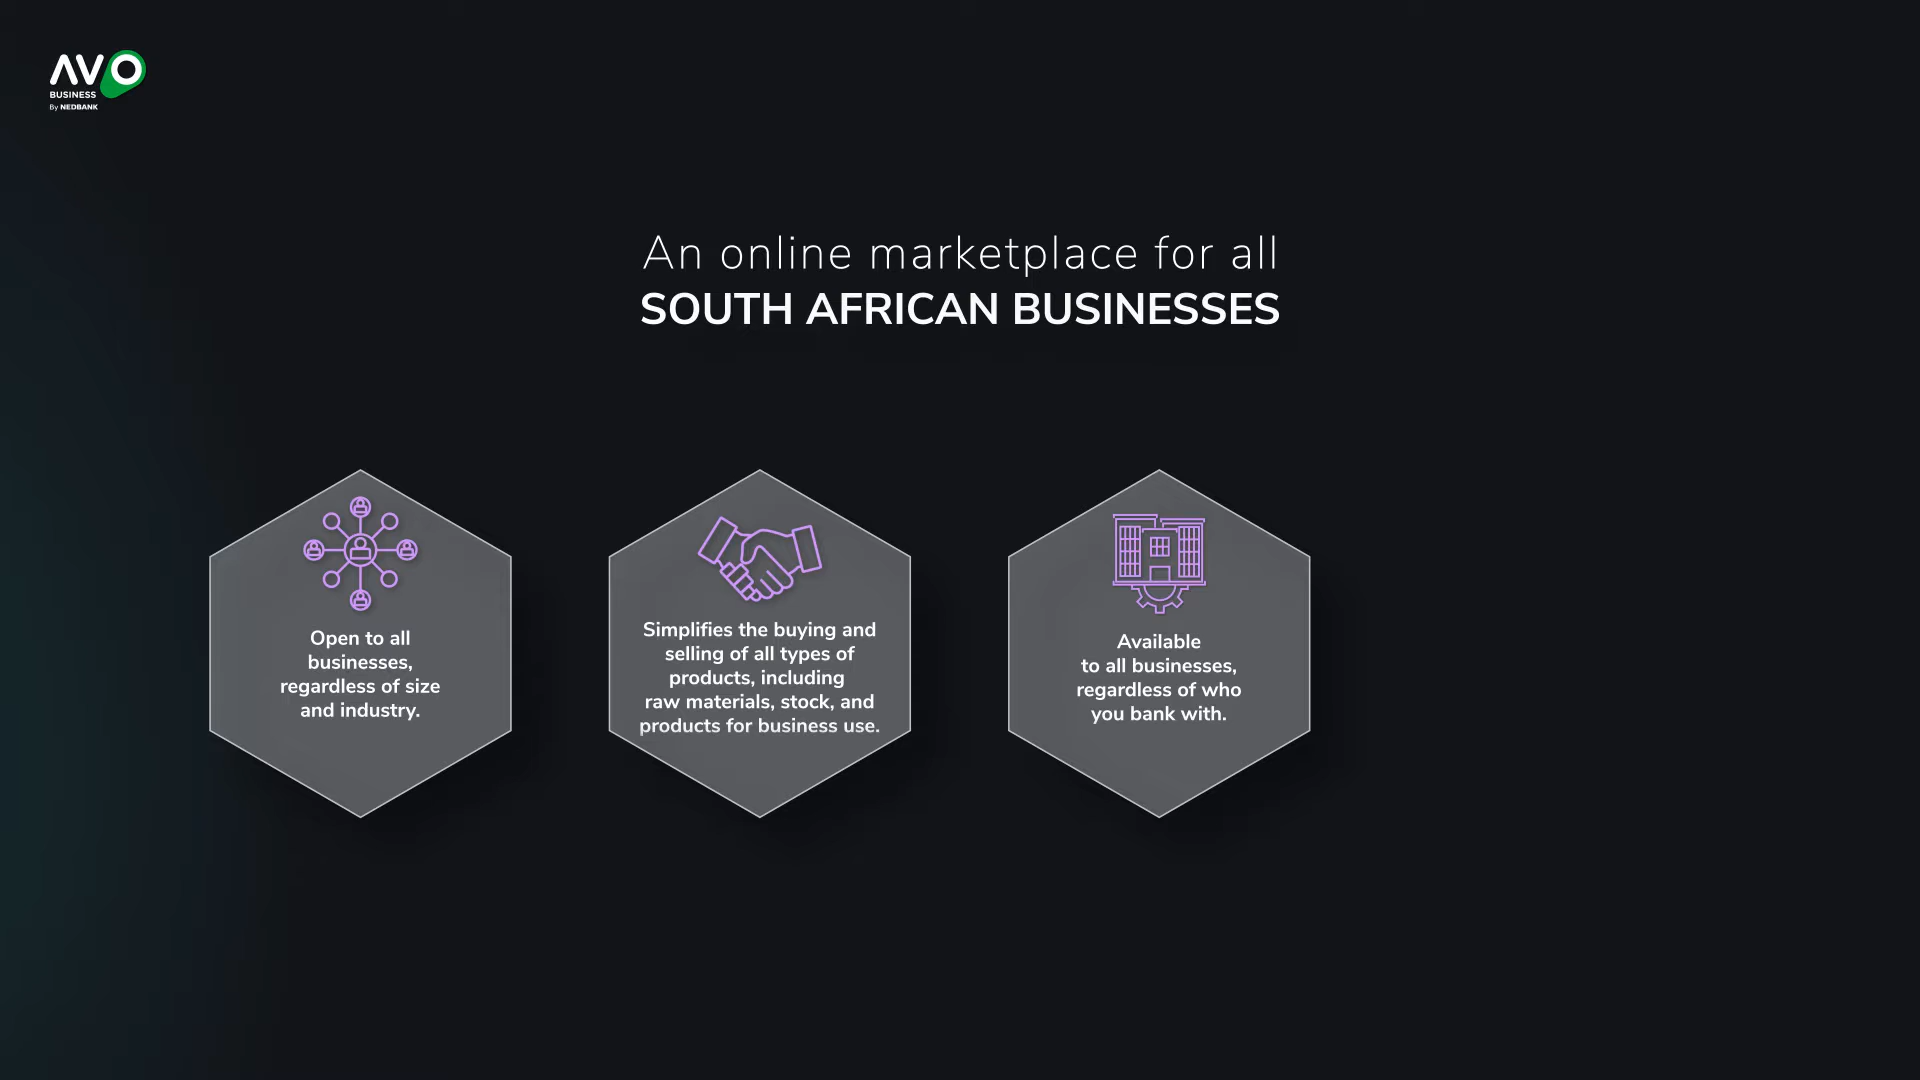 AVO
BUSINESS
By NEDBANK
An online marketplace for all
SOUTH AFRICAN BUSINESSES
Open to all
businesses,
regardless of size
and industry.
Simplifies the buying and
selling of all types of
products, including
raw materials, stock, and
products for business use.
Available
to all businesses,
regardless of who
you bank with.